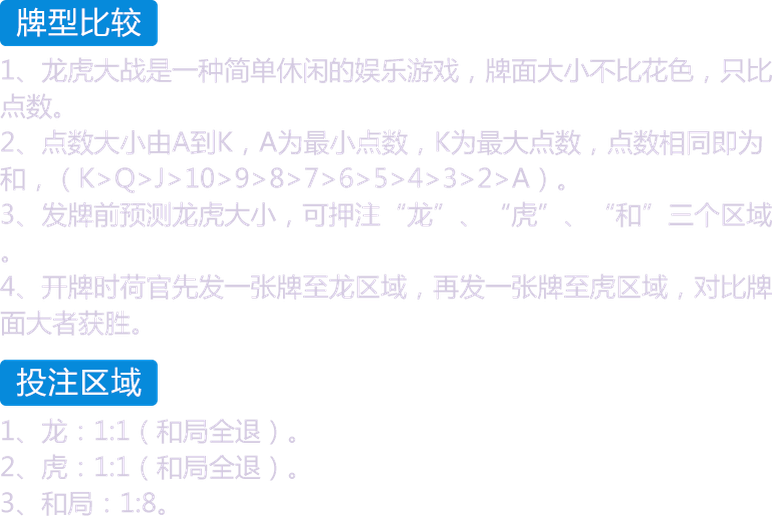 牌型比较
1、龙虎大战是一种简单休闲的娱乐游戏，牌面大小不比花色，只比
点数。
2、点数大小由A到K，A为最小点数，K为最大点数，点数相同即为
和，（K>Q>J>10>9>8>7>6>5>4>3>2>A）。
3、发牌前预测龙虎大小，可押注“龙”、“虎”、“和”三个区域
。
4、开牌时荷官先发一张牌至龙区域，再发一张牌至虎区域，对比牌
面大者获胜。
投注区域
1、龙：1:1（和局全退）。
2、虎：1:1（和局全退）。
3、和局：1:8。